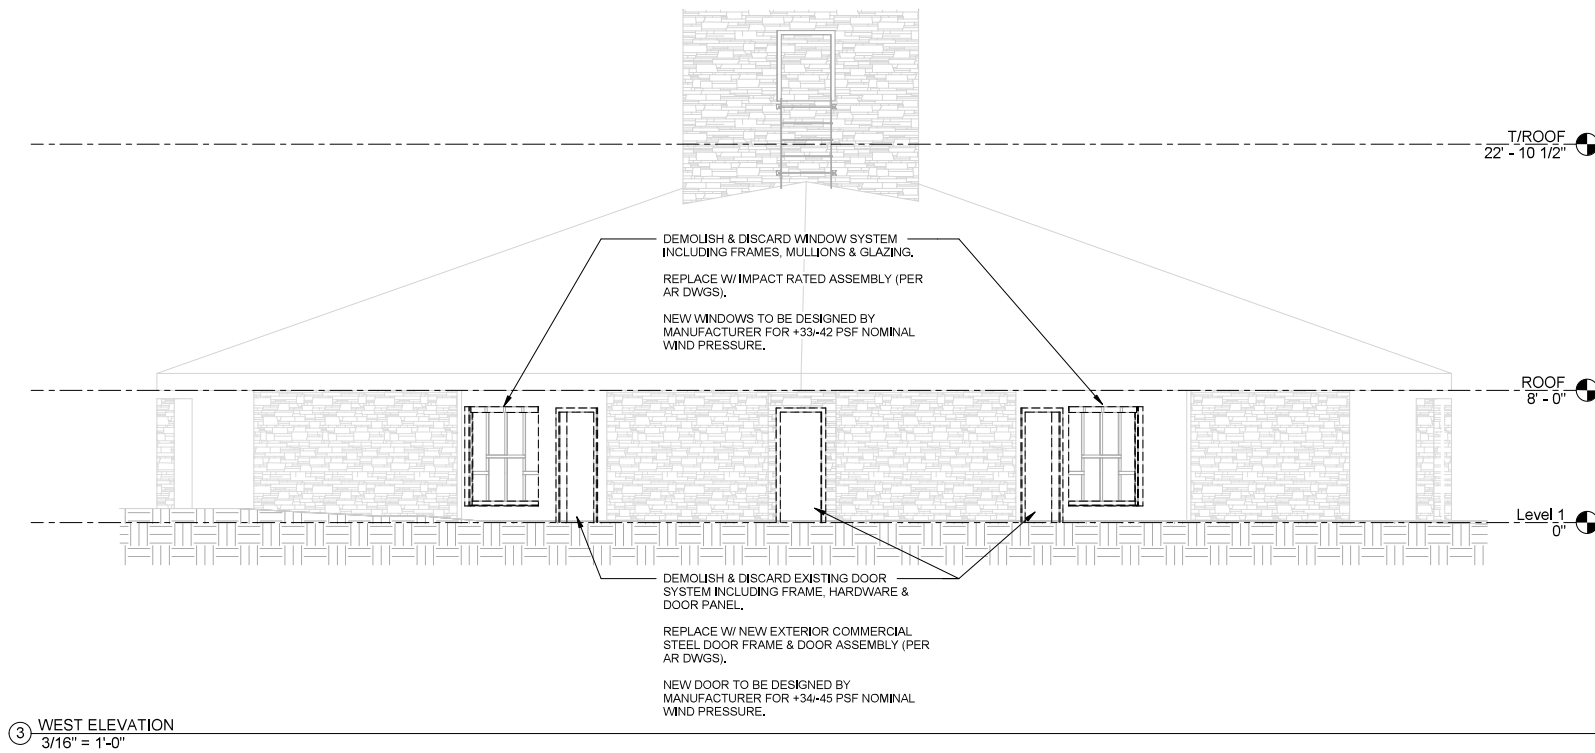 T/ROOF
22' - 10 1/2"
DEMOLISH & DISCARD WINDOW SYSTEM
INCLUDING FRAMES, MULLIONS & GLAZING.
REPLACE W/ IMPACT RATED ASSEMBLY (PER
AR DWGS).
NEW WINDOWS TO BE DESIGNED BY
MANUFACTURER FOR +33/-42 PSF NOMINAL
WIND PRESSURE.
ROOF
8' - 0"
Level 1
0"
DEMOLISH & DISCARD EXISTING DOOR
SYSTEM INCLUDING FRAME, HARDWARE &
DOOR PANEL.
REPLACE W/ NEW EXTERIOR COMMERCIAL
STEEL DOOR FRAME & DOOR ASSEMBLY (PER
AR DWGS).
NEW DOOR TO BE DESIGNED BY
MANUFACTURER FOR +34/-45 PSF NOMINAL
WIND PRESSURE.
3 WEST ELEVATION
3/16" = 1'-0"